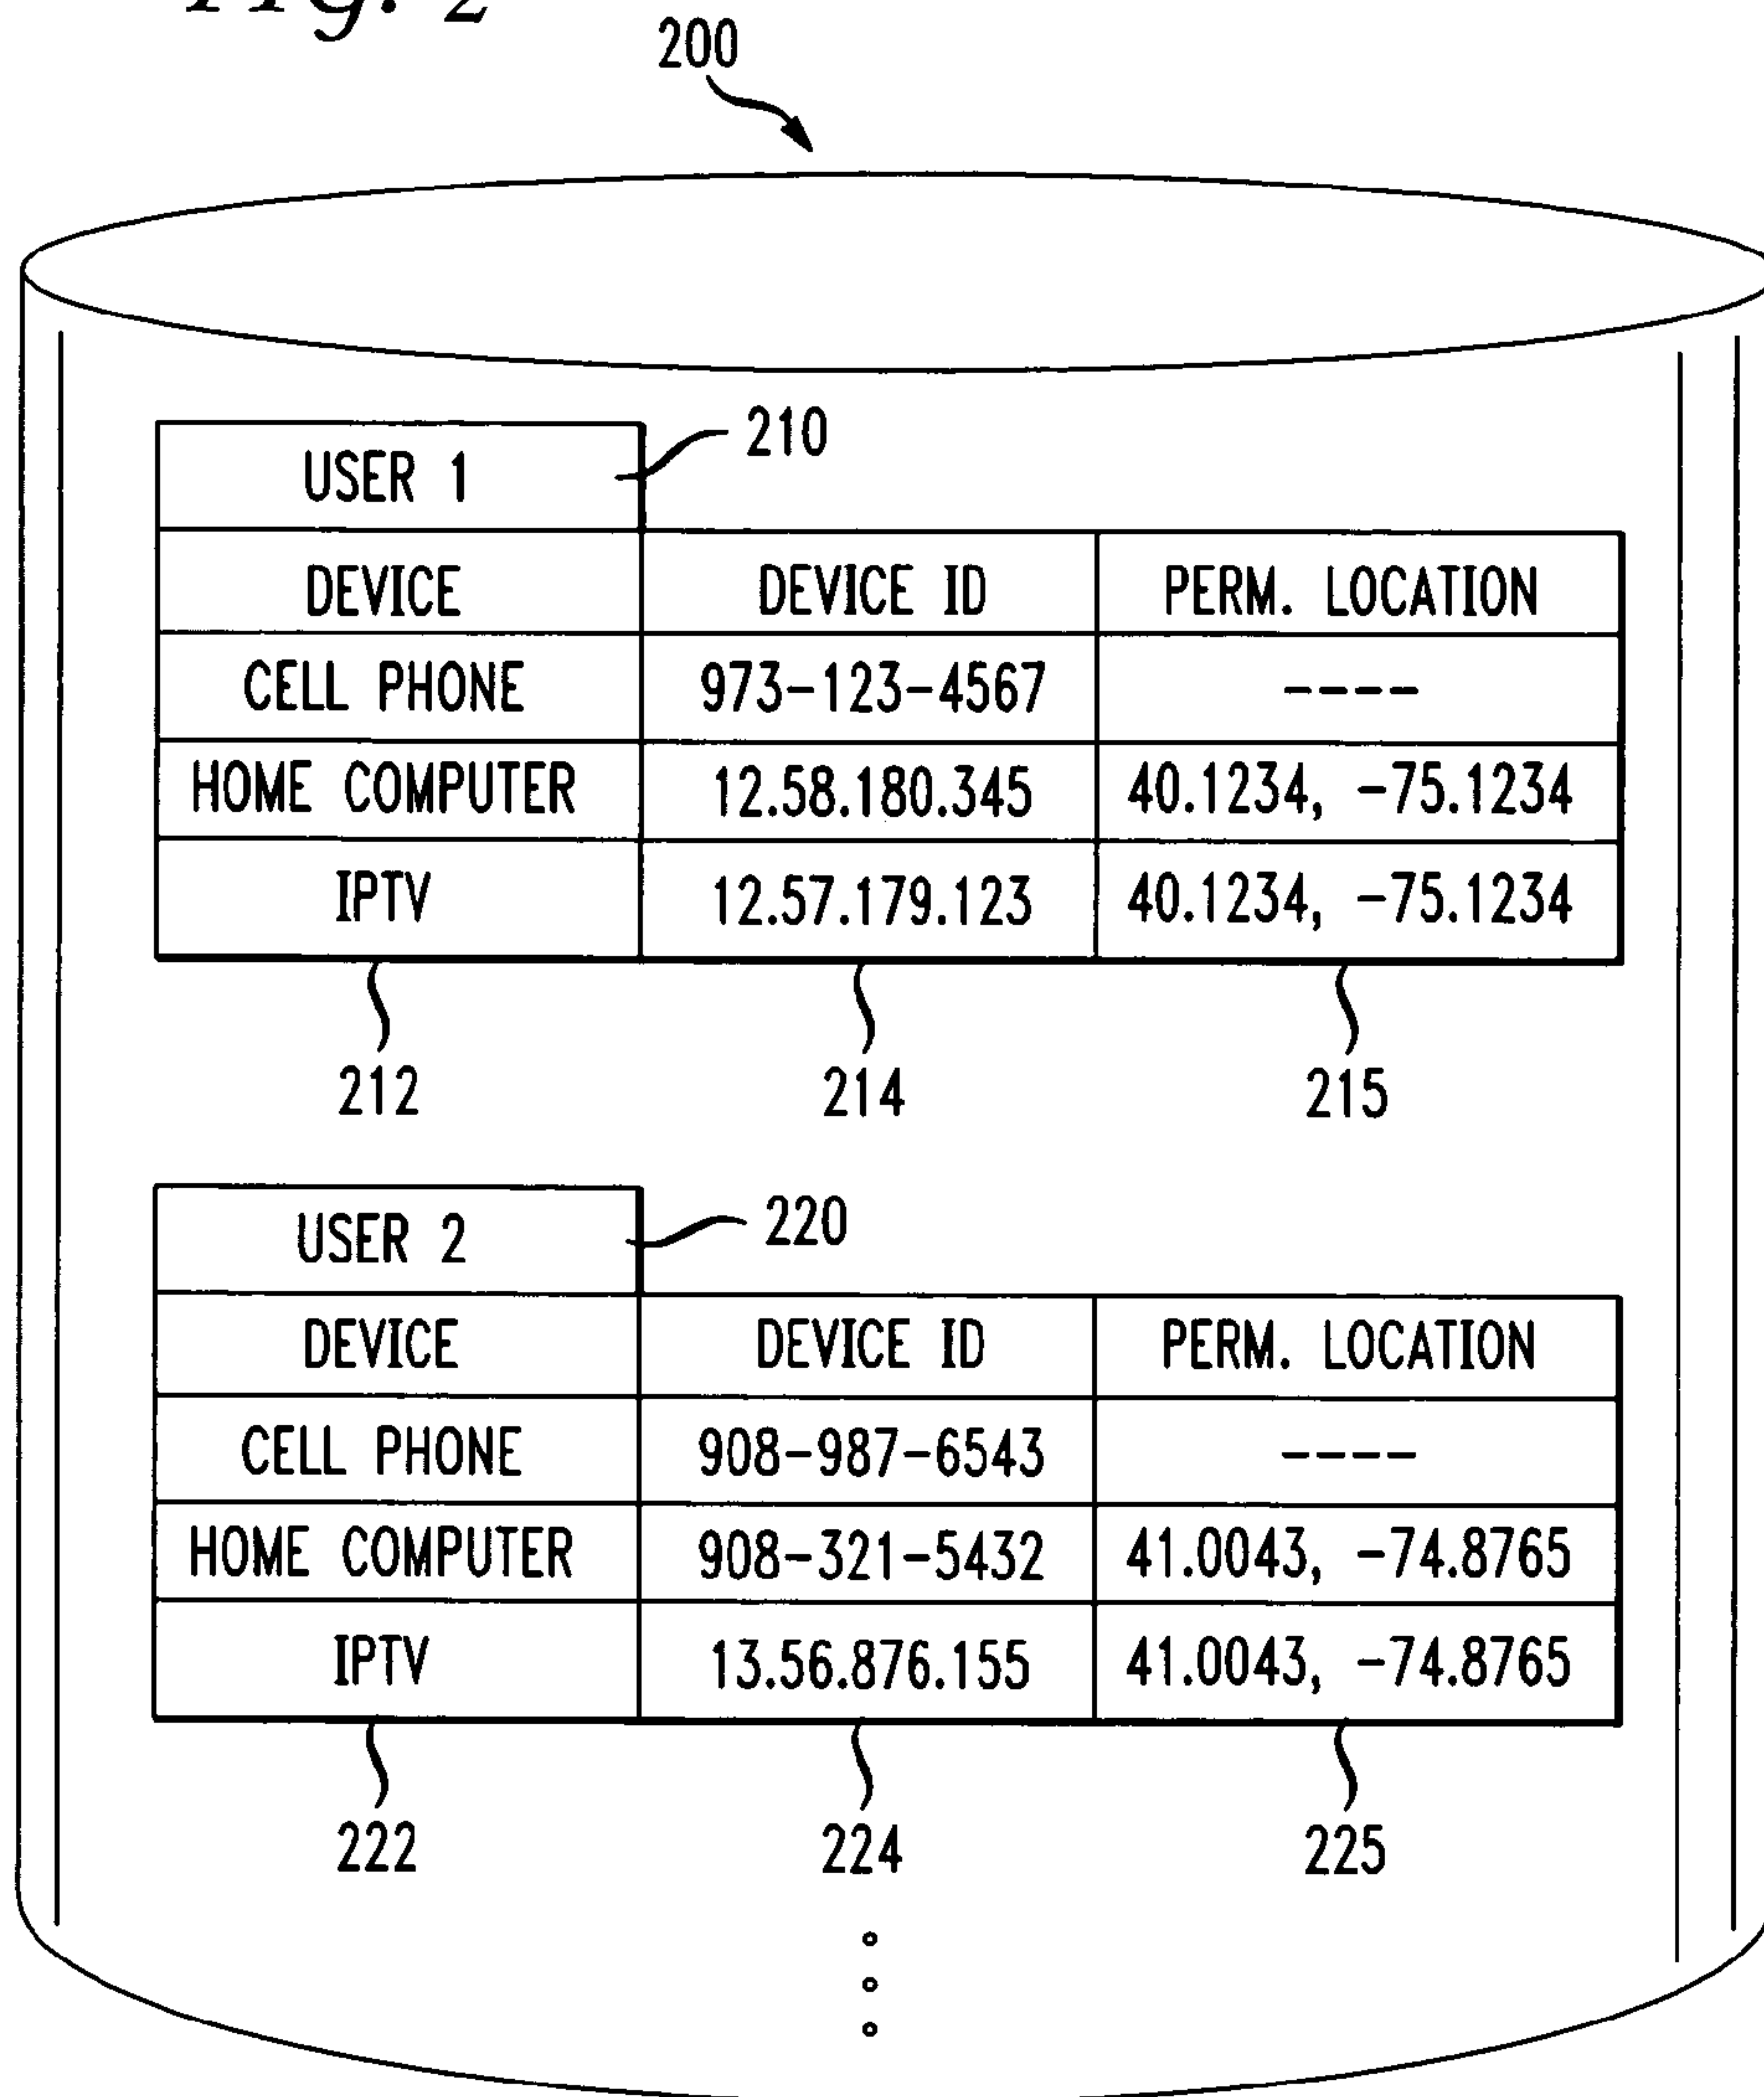 FIG. 2
200
USER 1
210
DEVICE DEVICE ID PERM. LOCATION
CELL PHONE 973-123-4567 ----
HOME COMPUTER 12.58.180.345 40.1234, -75.1234
IPTV 12.57.179.123 40.1234, -75.1234
212 214 215
USER 2
220
DEVICE DEVICE ID PERM. LOCATION
CELL PHONE 908-987-6543 ----
HOME COMPUTER 908-321-5432 41.0043, -74.8765
IPTV 13.56.876.155 41.0043, -74.8765
222 224 225